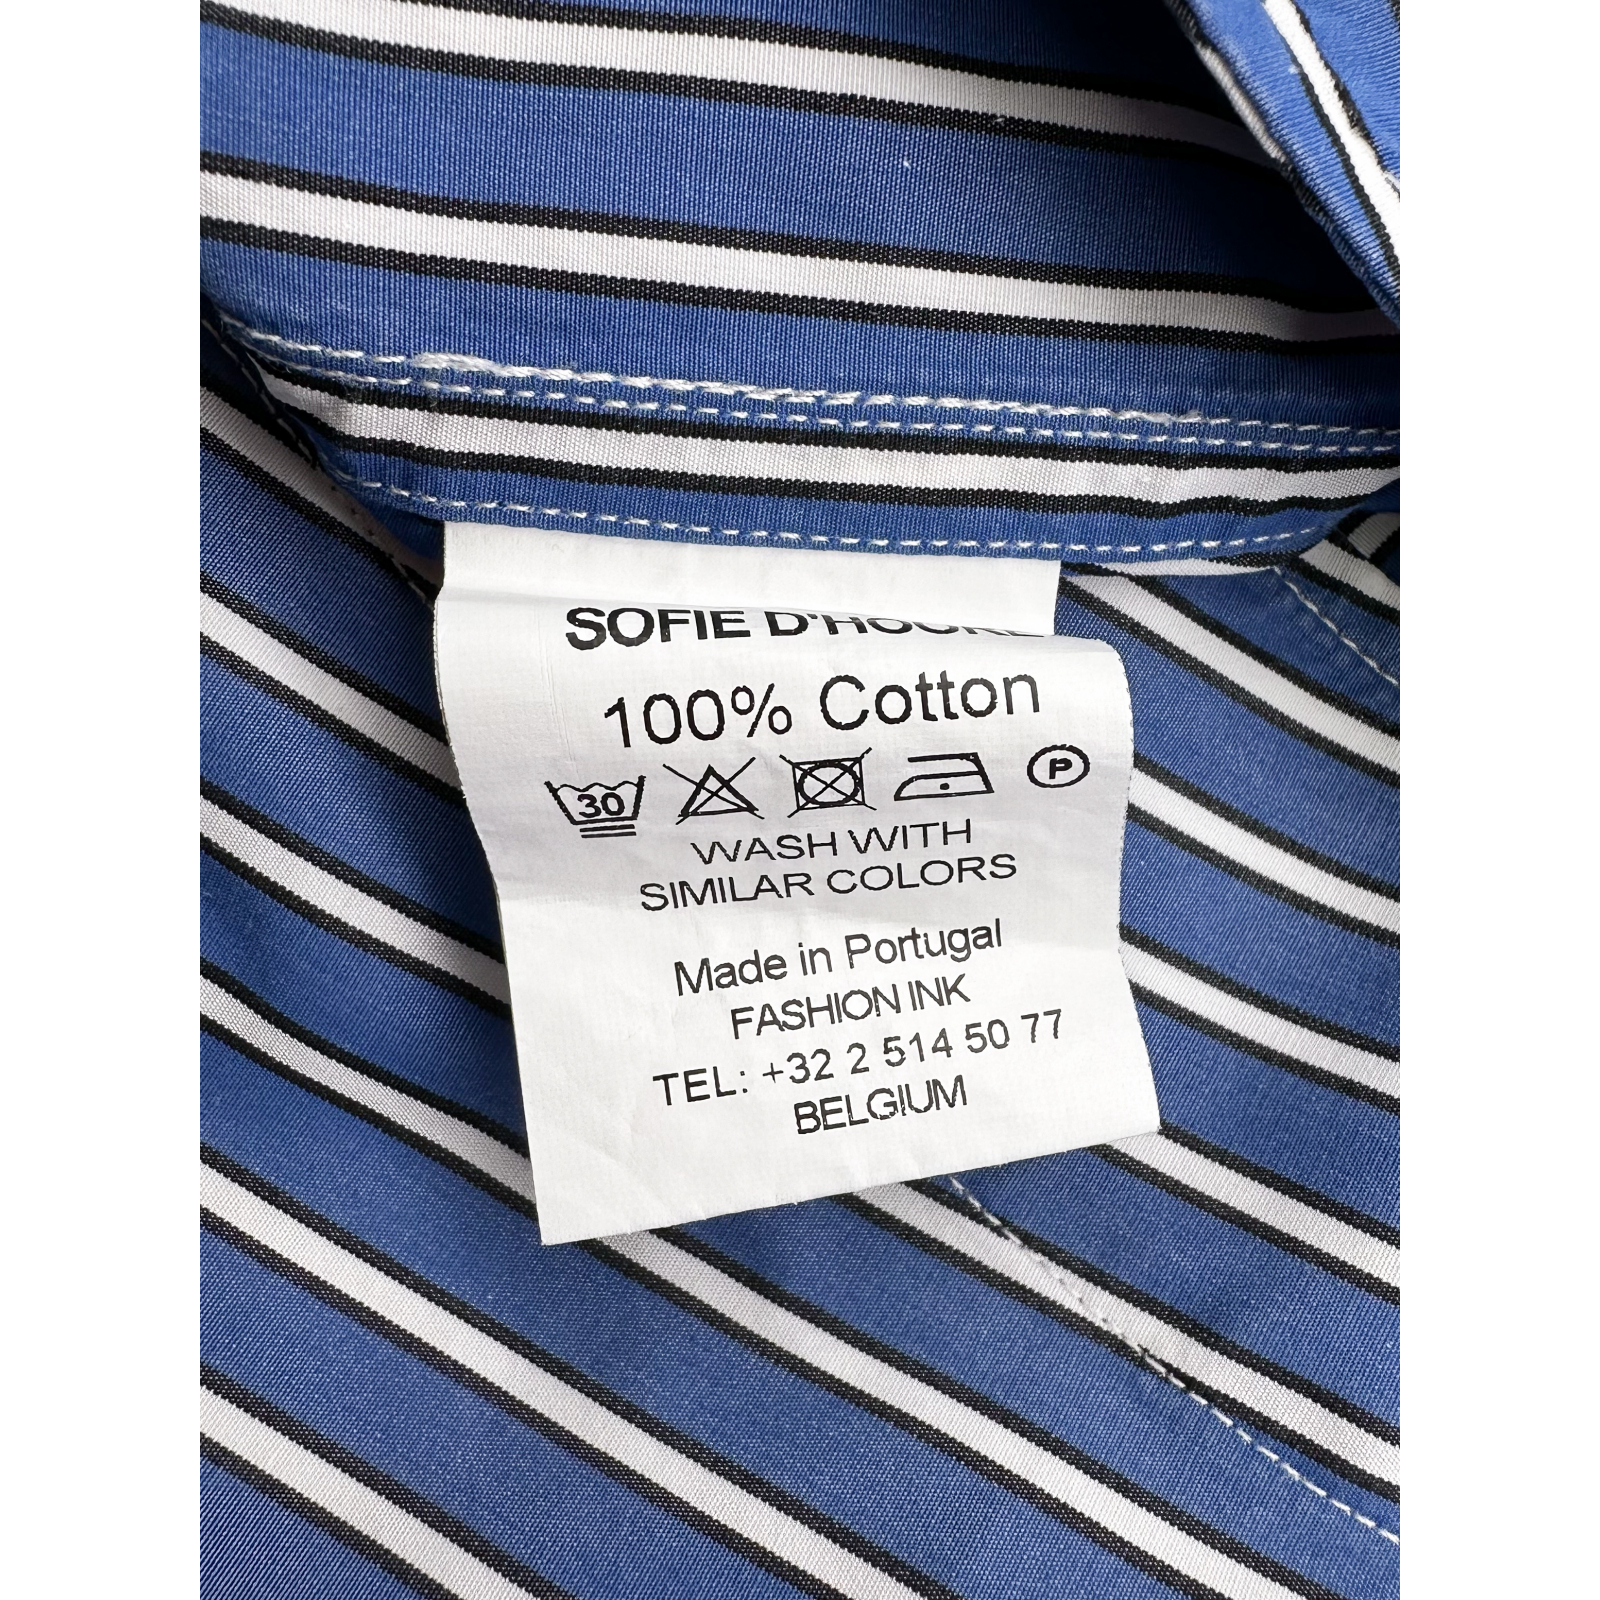 SOFIE D'HOORE
100% Cotton
30 P
WASH WITH
SIMILAR COLORS
Made in Portugal
FASHION INK
TEL: +32 2 514 50 77
BELGIUM